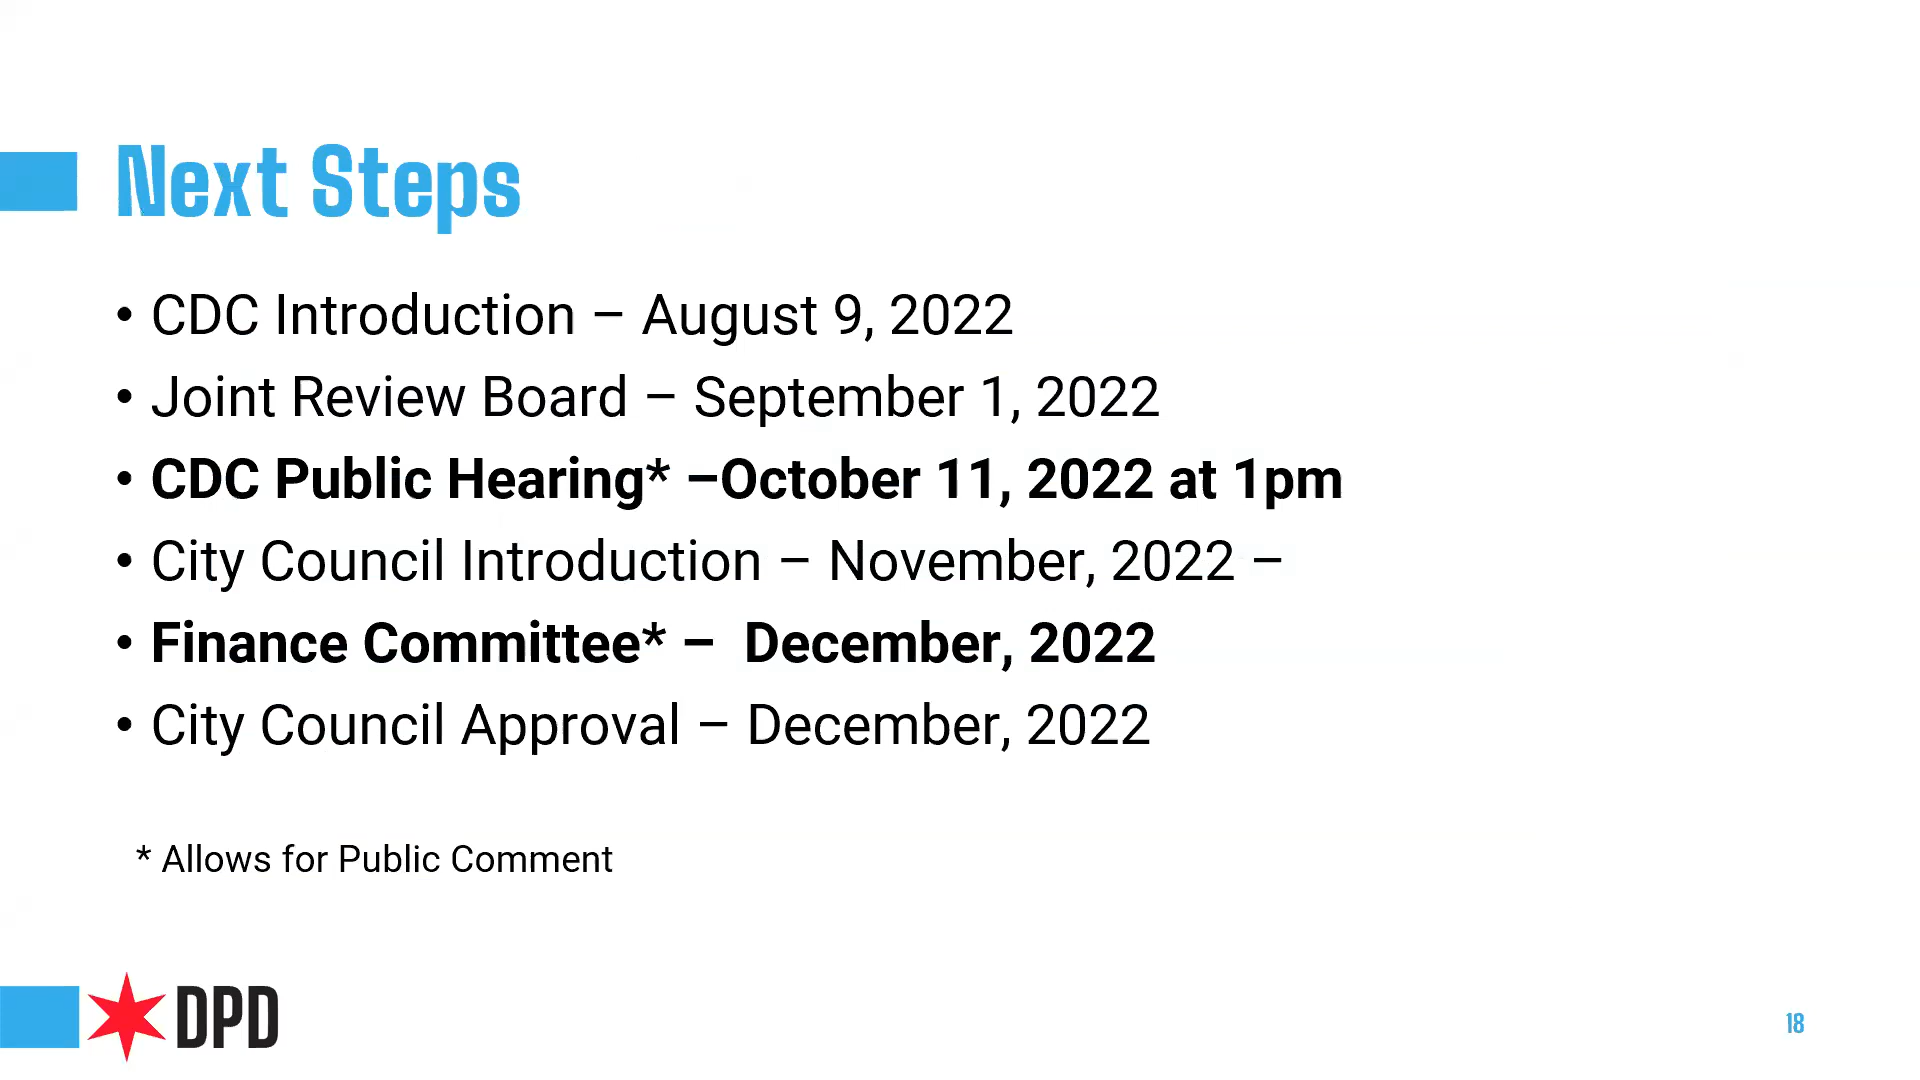 Next Steps
• CDC Introduction – August 9, 2022
• Joint Review Board – September 1, 2022
• CDC Public Hearing* –October 11, 2022 at 1pm
• City Council Introduction – November, 2022 –
• Finance Committee* –  December, 2022
• City Council Approval – December, 2022
* Allows for Public Comment
DPD
18